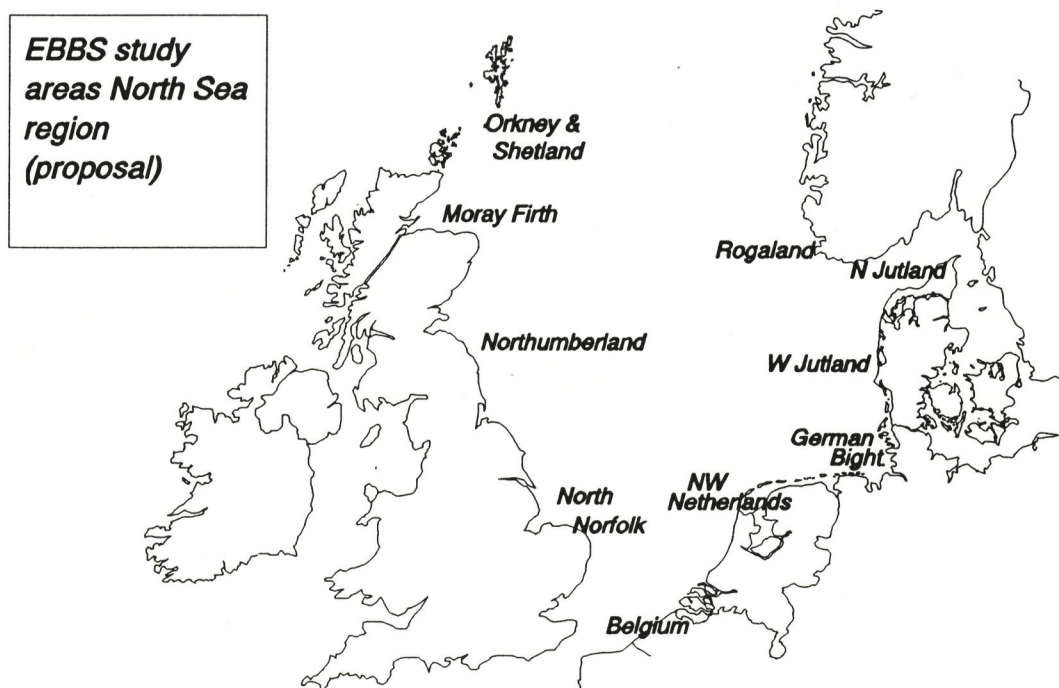 EBBS study
areas North Sea
region
(proposal)
Orkney &
Shetland
Moray Firth
Rogaland
N Jutland
Northumberland
W Jutland
German
Bight
NW
Netherlands
North
Norfolk
Belgium